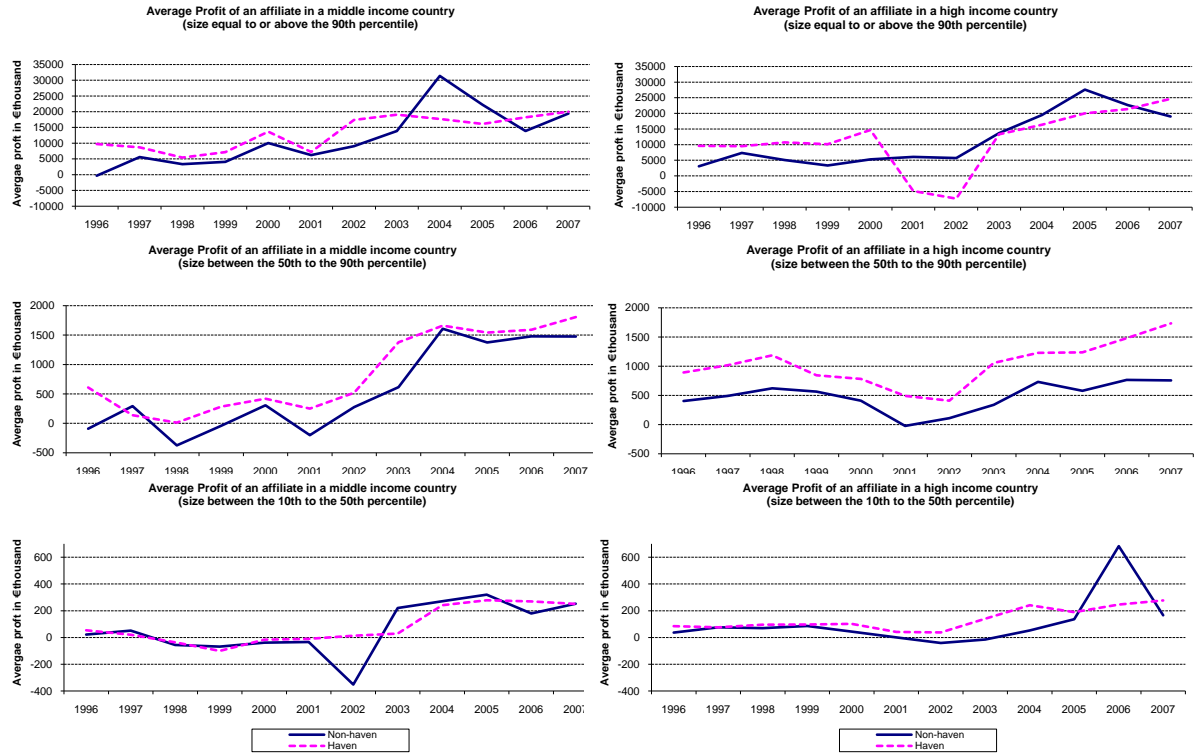 Average Profit of an affiliate in a middle income country
(size equal to or above the 90th percentile)
Avergae proft in €thousand
35000
30000
25000
20000
15000
10000
5000
0
-5000
-10000
1996 1997 1998 1999 2000 2001 2002 2003 2004 2005 2006 2007
Average Profit of an affiliate in a high income country
(size equal to or above the 90th percentile)
Avergae proft in €thousand
35000
30000
25000
20000
15000
10000
5000
0
-5000
-10000
1996 1997 1998 1999 2000 2001 2002 2003 2004 2005 2006 2007
Average Profit of an affiliate in a middle income country
(size between the 50th to the 90th percentile)
Avergae proft in €thousand
2000
1500
1000
500
0
-500
1996 1997 1998 1999 2000 2001 2002 2003 2004 2005 2006 2007
Average Profit of an affiliate in a high income country
(size between the 50th to the 90th percentile)
Avergae proft in €thousand
2000
1500
1000
500
0
-500
1996 1997 1998 1999 2000 2001 2002 2003 2004 2005 2006 2007
Average Profit of an affiliate in a middle income country
(size between the 10th to the 50th percentile)
Avergae proft in €thousand
600
400
200
0
-200
-400
1996 1997 1998 1999 2000 2001 2002 2003 2004 2005 2006 2007
Non-haven
Haven
Average Profit of an affiliate in a high income country
(size between the 10th to the 50th percentile)
Avergae proft in €thousand
600
400
200
0
-200
-400
1996 1997 1998 1999 2000 2001 2002 2003 2004 2005 2006 2007
Non-haven
Haven